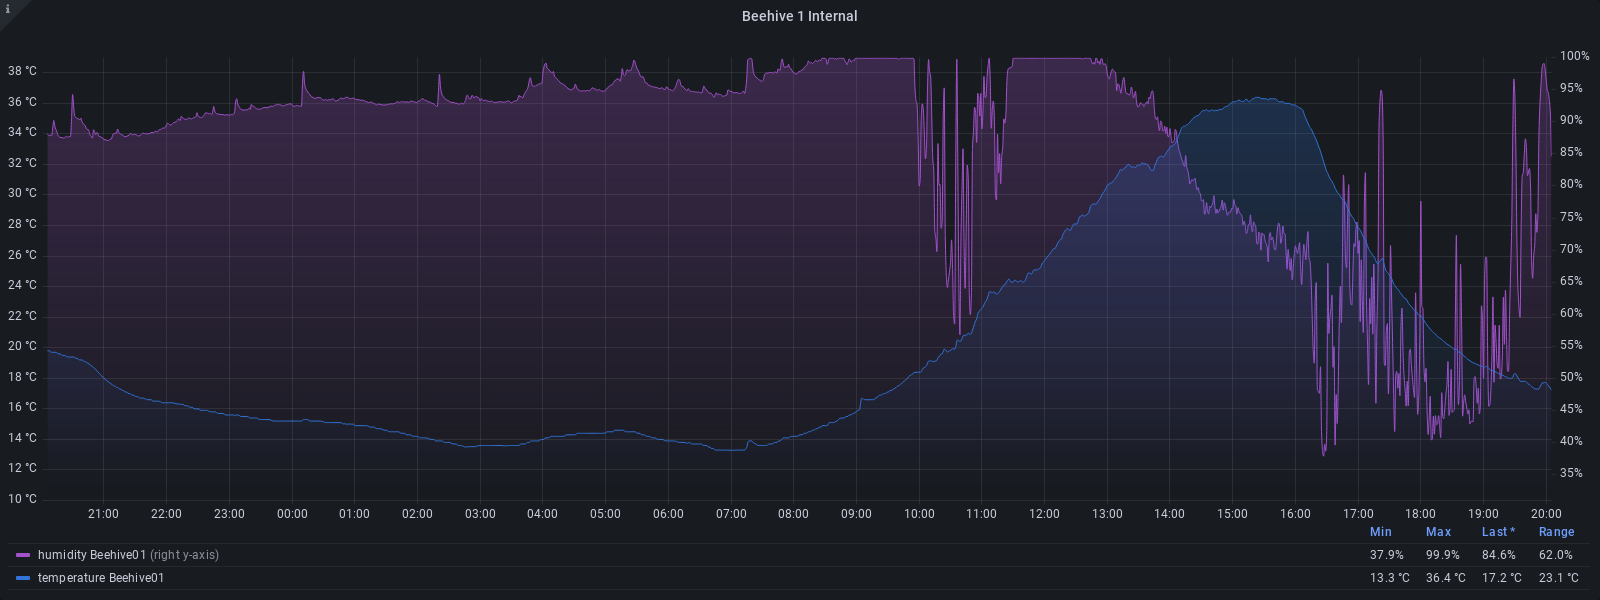 i
Beehive 1 Internal
38 °C
36 °C
34 °C
32 °C
30 °C
28 °C
26 °C
24 °C
22 °C
20 °C
18 °C
16 °C
14 °C
12 °C
10 °C
100%
95%
90%
85%
80%
75%
70%
65%
60%
55%
50%
45%
40%
35%
21:00 22:00 23:00 00:00 01:00 02:00 03:00 04:00 05:00 06:00 07:00 08:00 09:00 10:00 11:00 12:00 13:00 14:00 15:00 16:00 17:00 18:00 19:00 20:00
Min Max Last * Range
humidity Beehive01 (right y-axis) 37.9% 99.9% 84.6% 62.0%
temperature Beehive01 13.3 °C 36.4 °C 17.2 °C 23.1 °C